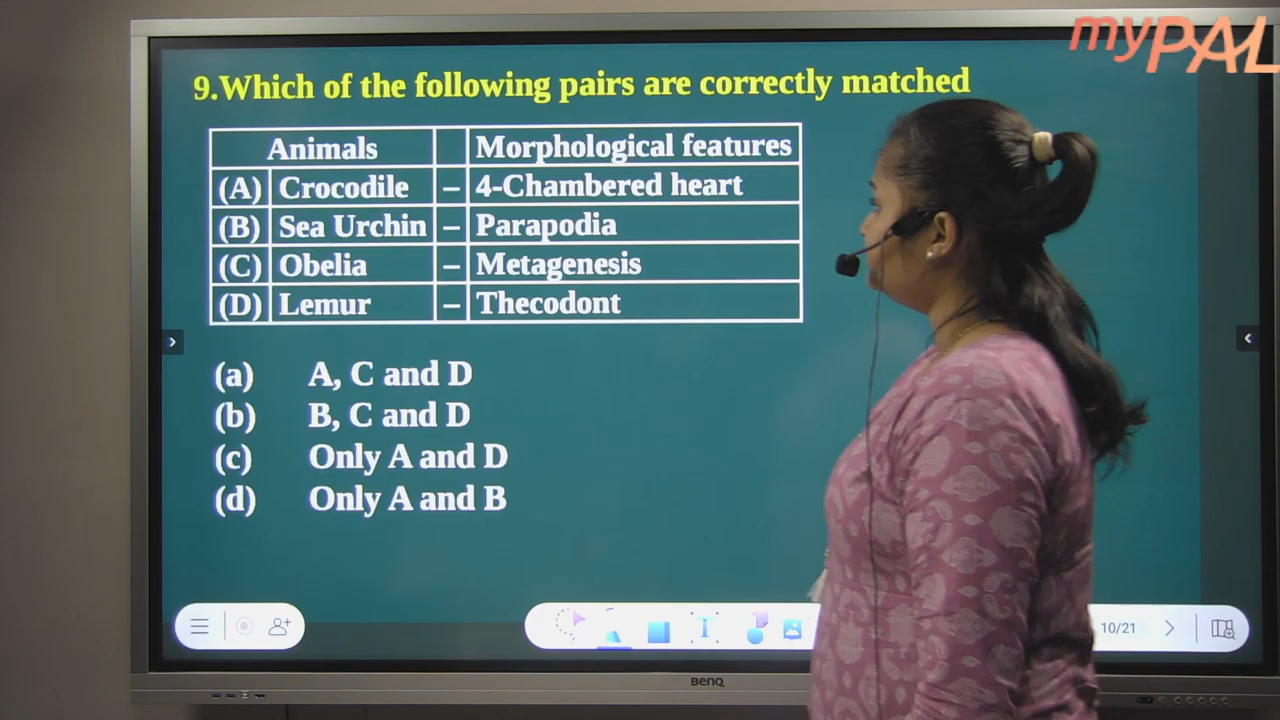 myPAL
9.Which of the following pairs are correctly matched
Animals Morphological features
(A) Crocodile – 4-Chambered heart
(B) Sea Urchin – Parapodia
(C) Obelia – Metagenesis
(D) Lemur – Thecodont
(a) A, C and D
(b) B, C and D
(c) Only A and D
(d) Only A and B
10/21
BenQ